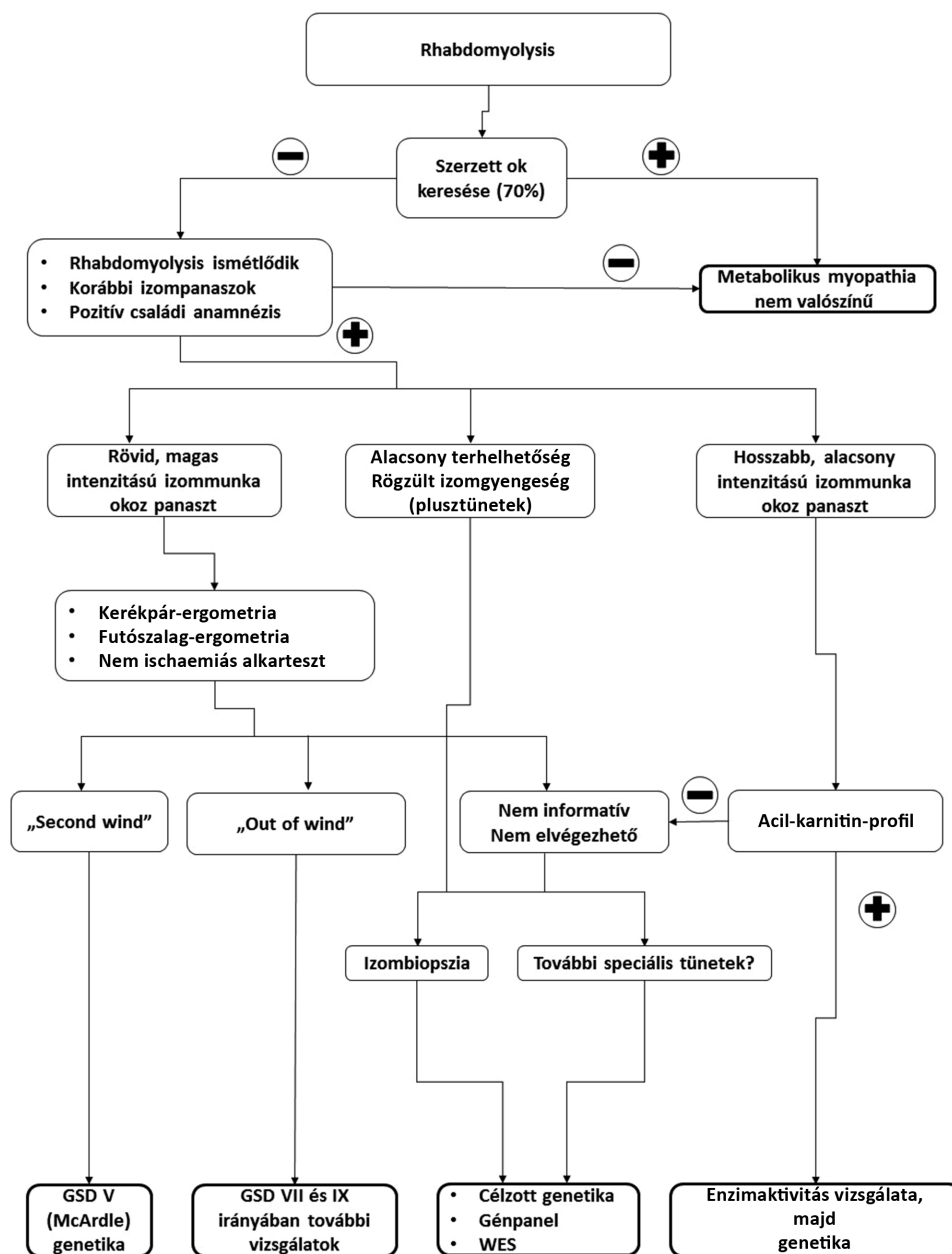 Rhabdomyolysis
Szerzett ok
keresése (70%)
• Rhabdomyolysis ismétlődik
• Korábbi izompanaszok
• Pozitív családi anamnézis
Metabolikus myopathia
nem valószínű
Rövid, magas
intenzitású izommunka
okoz panaszt
Alacsony terhelhetőség
Rögzült izomgyengeség
(plusztünetek)
Hosszabb, alacsony
intenzitású izommunka
okoz panaszt
• Kerékpár-ergometria
• Futószalag-ergometria
• Nem ischaemiás alkarteszt
„Second wind”
„Out of wind”
Nem informatív
Nem elvégezhető
Acil-karnitin-profil
Izombiopszia
További speciális tünetek?
GSD V
(McArdle)
genetika
GSD VII és IX
irányában további
vizsgálatok
• Célzott genetika
• Génpanel
• WES
Enzimaktivitás vizsgálata,
majd
genetika